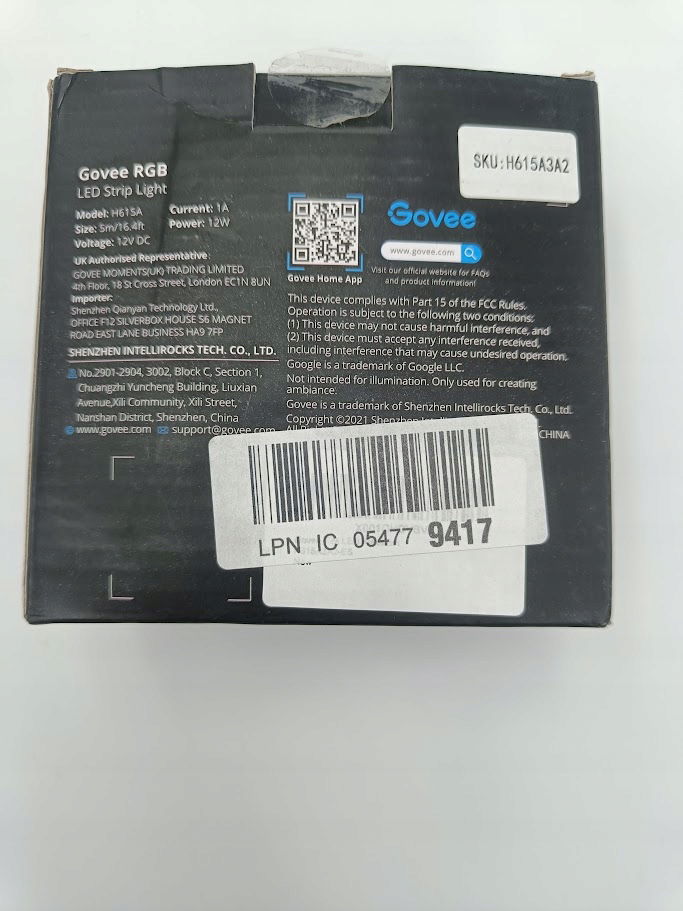 Govee RGB
LED Strip Light
Model: H615A Current: 1A
Size: 5m/16.4ft Power: 12W
Voltage: 12V DC
UK Authorised Representative:
GOVEE MOMENTS(UK) TRADING LIMITED
4th Floor, 18 St Cross Street, London EC1N 8UN
Importer:
Shenzhen Qianyan Technology Ltd.,
OFFICE F12 SILVERBOX HOUSE S6 MAGNET
ROAD EAST LANE BUSINESS HA9 7FP
SHENZHEN INTELLIROCKS TECH. CO., LTD.
No.2901-2904, 3002, Block C, Section 1,
Chuangzhi Yuncheng Building, Liuxian
Avenue,Xili Community, Xili Street,
Nanshan District, Shenzhen, China
www.govee.com support@govee.com
Govee Home App
SKU:H615A3A2
Govee
www.govee.com
Visit our official website for FAQs
and product information!
This device complies with Part 15 of the FCC Rules.
Operation is subject to the following two conditions:
(1) This device may not cause harmful interference, and
(2) This device must accept any interference received,
including interference that may cause undesired operation.
Google is a trademark of Google LLC.
Not intended for illumination. Only used for creating
ambiance.
Govee is a trademark of Shenzhen Intellirocks Tech. Co., Ltd.
Copyright ©2021 Shenzhen
All CHINA
LPN IC 05477 9417